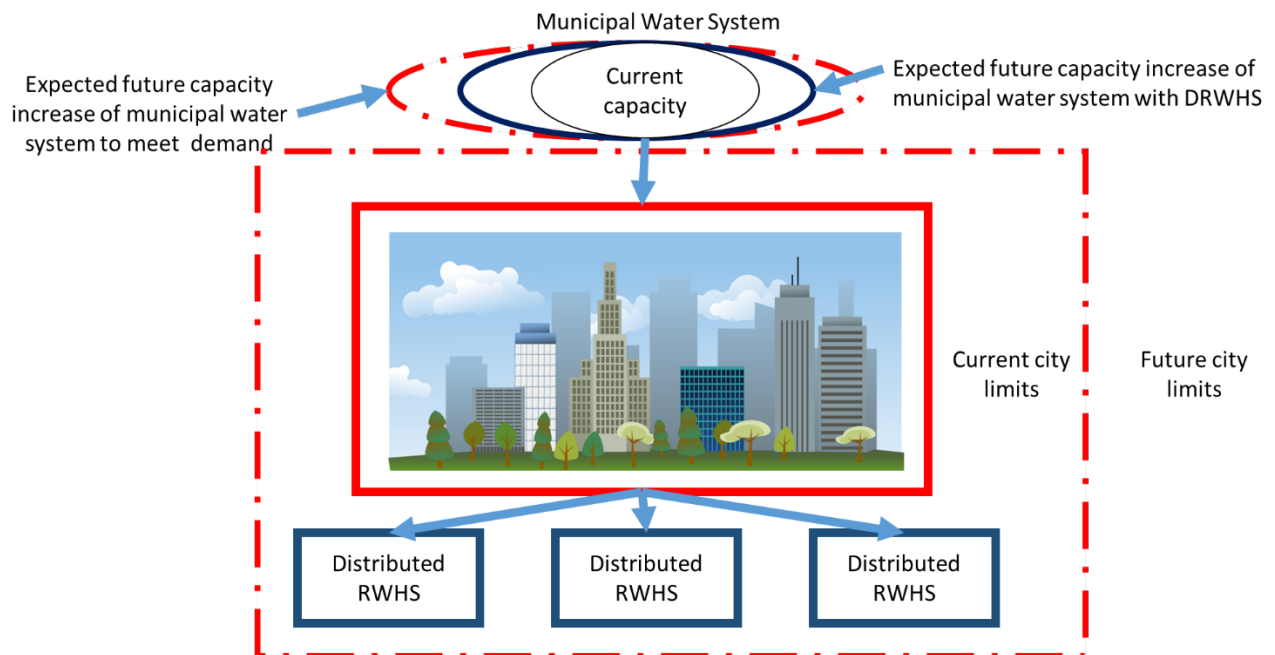 Municipal Water System
Expected future capacity
increase of municipal water
system to meet demand
Current
capacity
Expected future capacity increase of
municipal water system with DRWHS
Current city
limits
Future city
limits
Distributed
RWHS
Distributed
RWHS
Distributed
RWHS